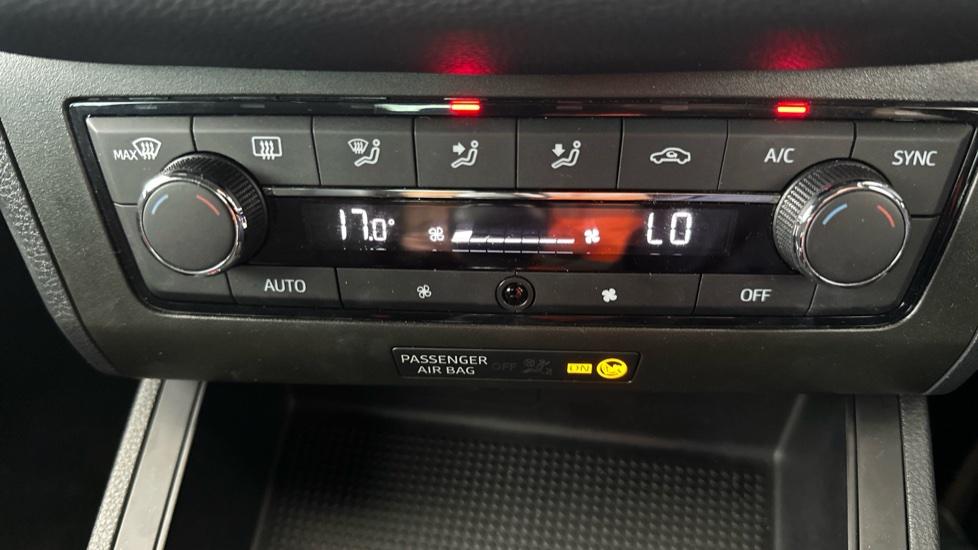 MAX
A/C
SYNC
17.0°
LO
AUTO
OFF
PASSENGER
AIR BAG
OFF
ON